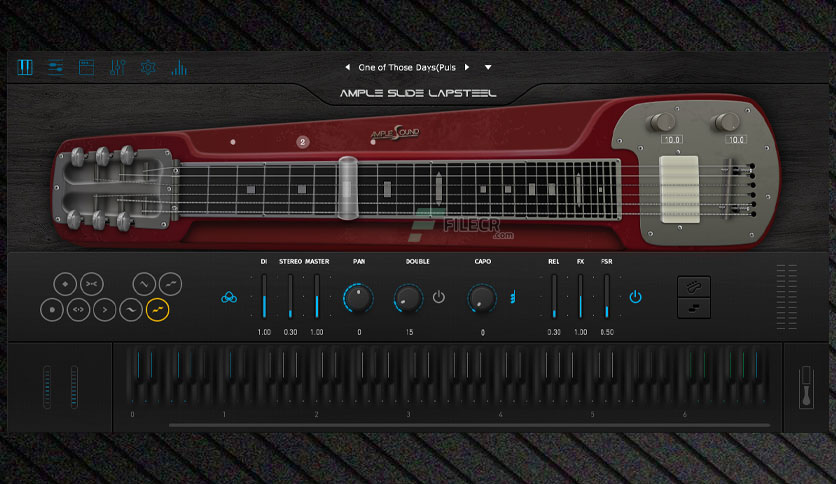 One of Those Days(Puls
AMPLE SLIDE LAPSTEEL
AMPLE SOUND
2
10.0 10.0
FILECR
.com
DI STEREO MASTER PAN DOUBLE CAPO REL FX FSR
1.00 0.30 1.00 0 15 0 0.30 1.00 0.50
0 1 2 3 4 5 6